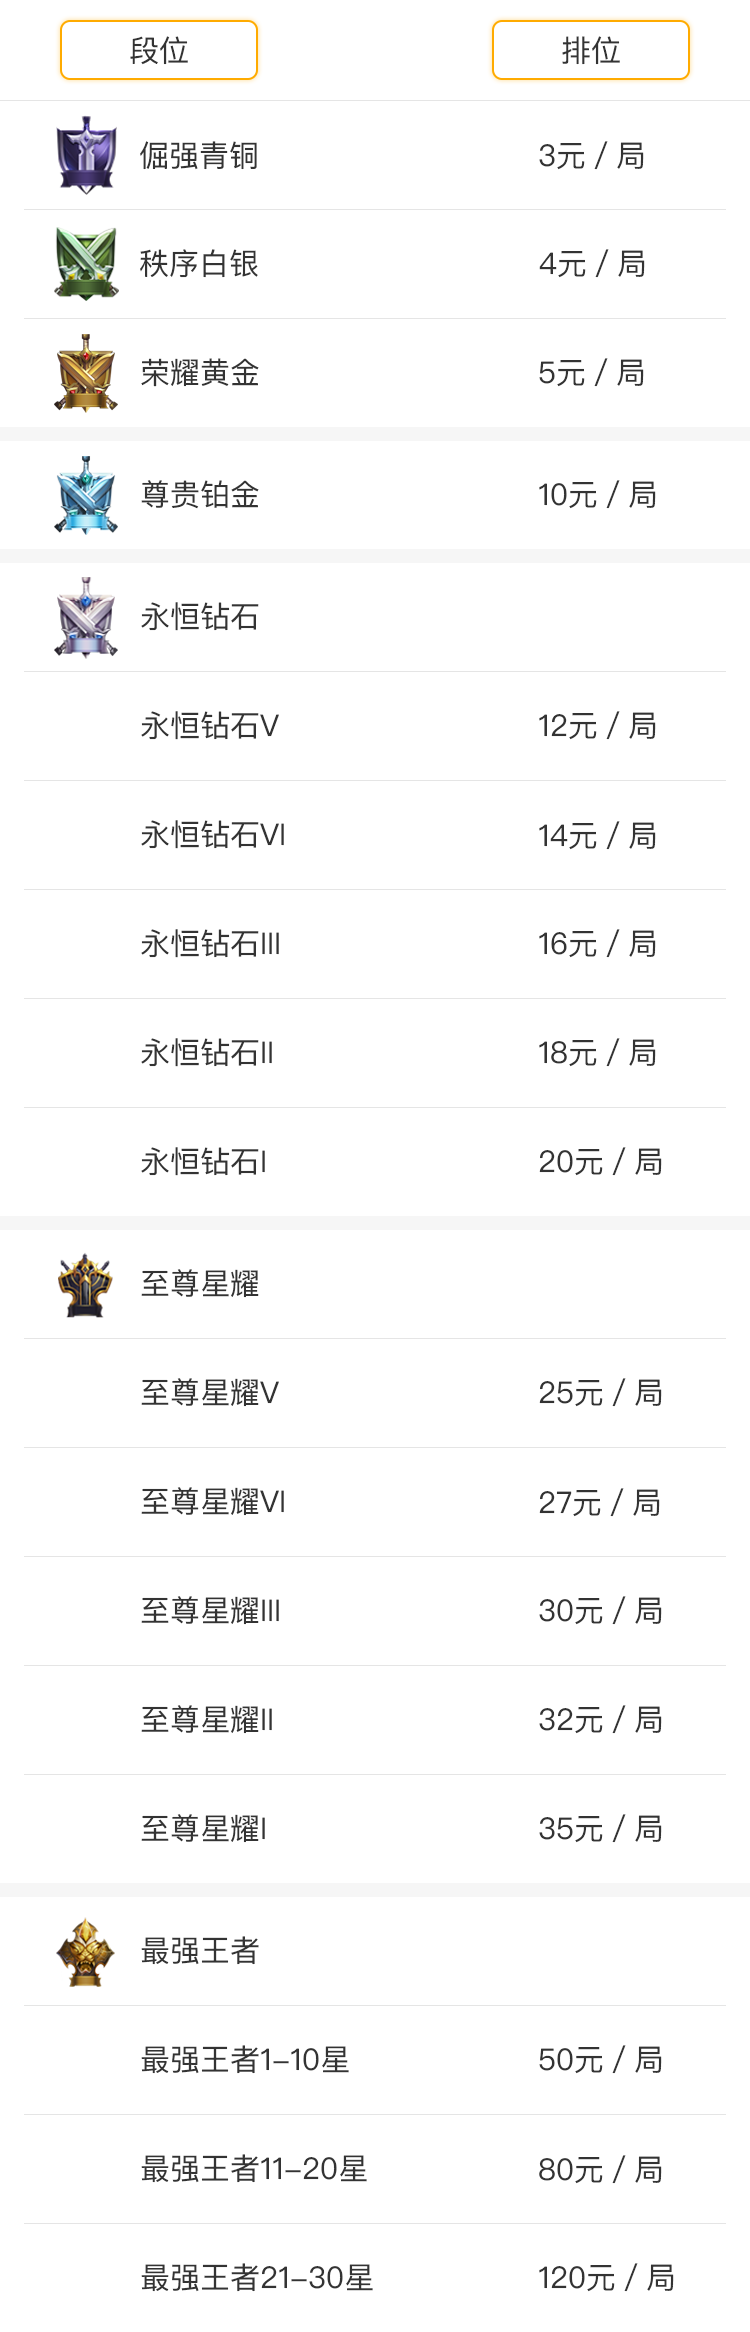 段位 排位
倔强青铜 3元 / 局
秩序白银 4元 / 局
荣耀黄金 5元 / 局
尊贵铂金 10元 / 局
永恒钻石
永恒钻石V 12元 / 局
永恒钻石VI 14元 / 局
永恒钻石III 16元 / 局
永恒钻石II 18元 / 局
永恒钻石I 20元 / 局
至尊星耀
至尊星耀V 25元 / 局
至尊星耀VI 27元 / 局
至尊星耀III 30元 / 局
至尊星耀II 32元 / 局
至尊星耀I 35元 / 局
最强王者
最强王者1-10星 50元 / 局
最强王者11-20星 80元 / 局
最强王者21-30星 120元 / 局